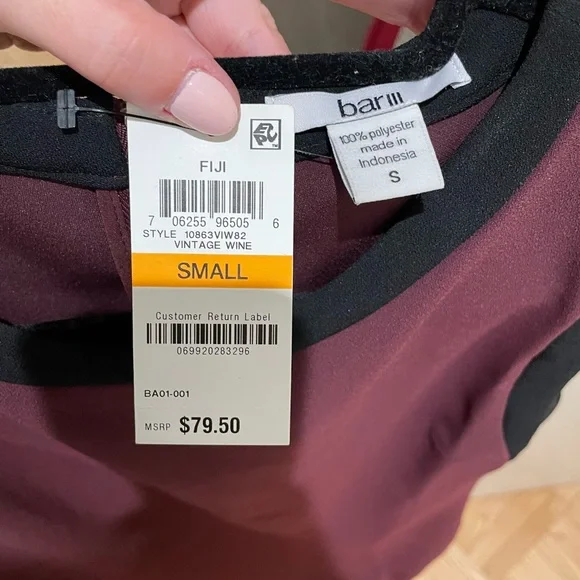 bar III
100% polyester
made in
Indonesia
S
EPC
FIJI
7 06255 96505 6
STYLE 10863VIW82
VINTAGE WINE
SMALL
Customer Return Label
069920283296
BA01-001
MSRP $79.50